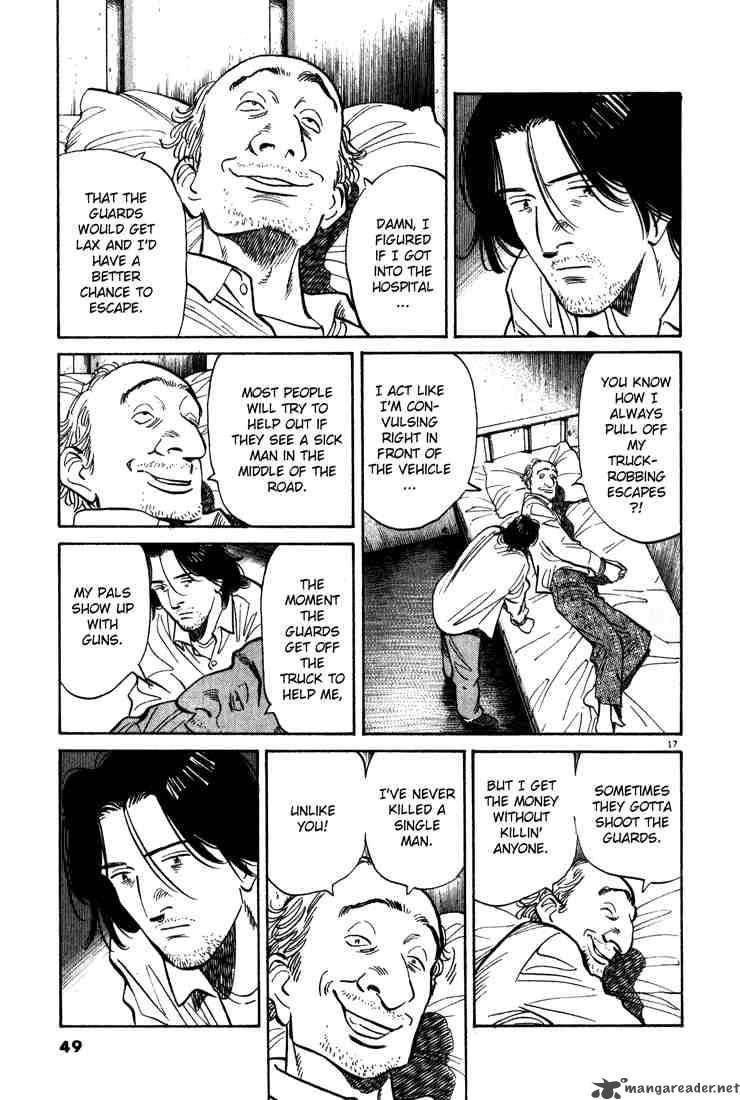 DAMN, I
FIGURED
IF I GOT
INTO THE
HOSPITAL
...
THAT THE
GUARDS
WOULD GET
LAX AND I'D
HAVE A
BETTER
CHANCE TO
ESCAPE.
YOU KNOW
HOW I
ALWAYS
PULL OFF
MY
TRUCK-
ROBBING
ESCAPES
?!
I ACT LIKE
I'M CON-
VULSING
RIGHT IN
FRONT OF
THE VEHICLE
...
MOST PEOPLE
WILL TRY TO
HELP OUT IF
THEY SEE A SICK
MAN IN THE
MIDDLE OF THE
ROAD.
THE
MOMENT
THE
GUARDS
GET OFF
THE
TRUCK TO
HELP ME,
MY PALS
SHOW UP
WITH
GUNS.
17
SOMETIMES
THEY GOTTA
SHOOT THE
GUARDS.
BUT I GET
THE MONEY
WITHOUT
KILLIN'
ANYONE.
I'VE NEVER
KILLED A
SINGLE
MAN.
UNLIKE
YOU!
49
mangareader.net